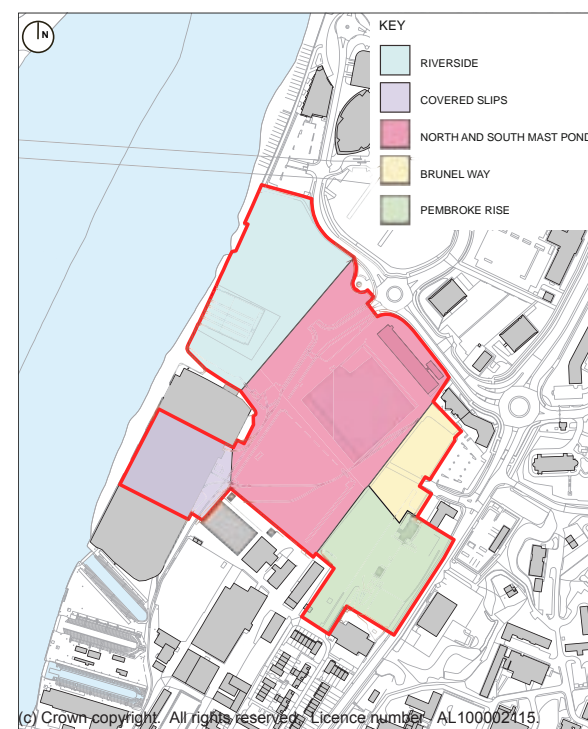 N
KEY
RIVERSIDE
COVERED SLIPS
NORTH AND SOUTH MAST POND
BRUNEL WAY
PEMBROKE RISE
(c) Crown copyright. All rights reserved. Licence number AL100002415.